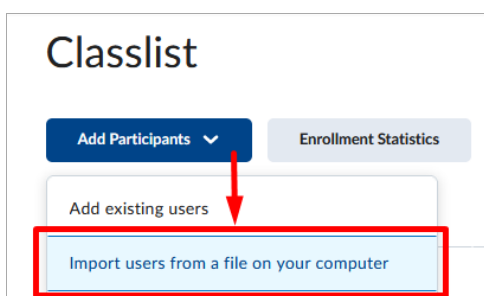 Classlist
Add Participants
Enrollment Statistics
Add existing users
Import users from a file on your computer